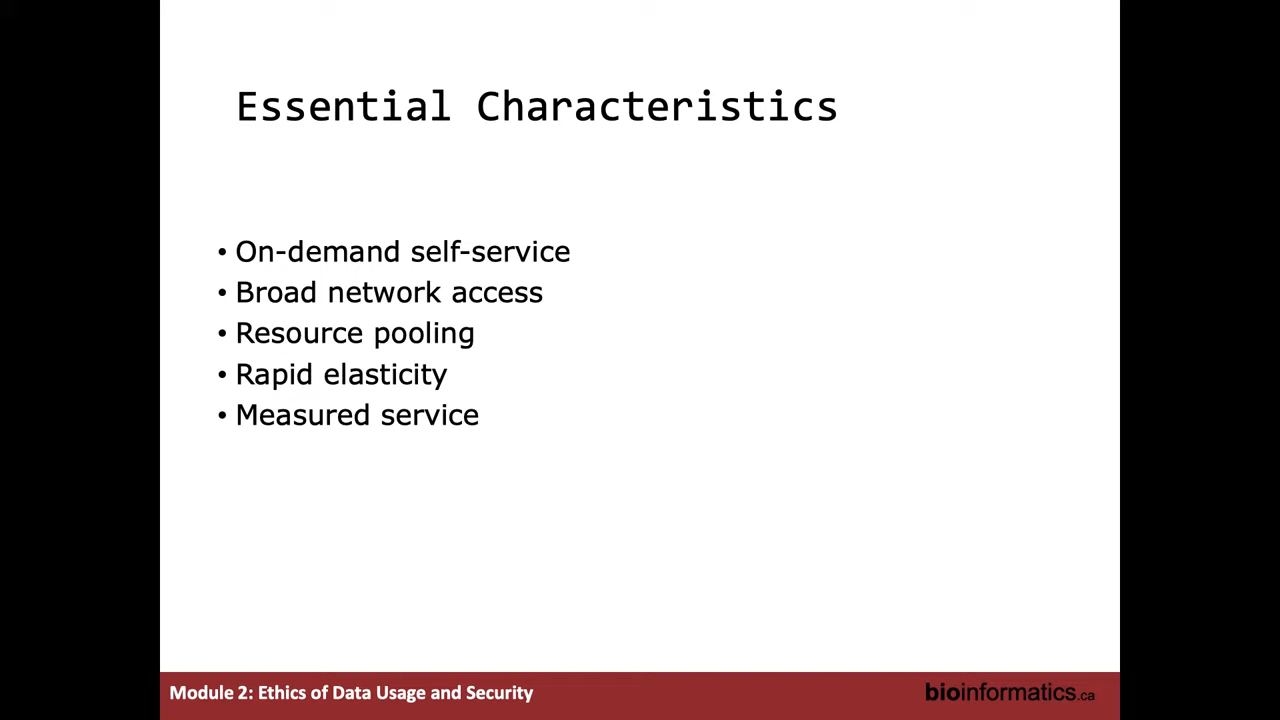 Essential Characteristics
• On-demand self-service
• Broad network access
• Resource pooling
• Rapid elasticity
• Measured service
Module 2: Ethics of Data Usage and Security
bioinformatics.ca